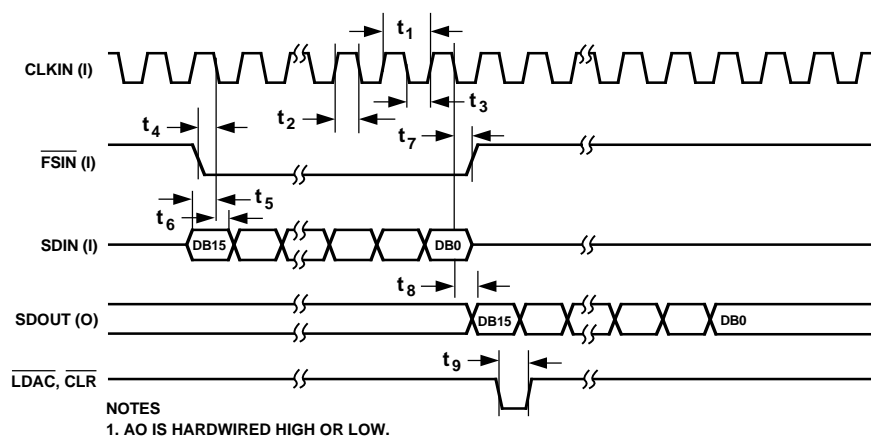 t1
CLKIN (I)
t2
t3
t4
t7
FSIN (I)
t5
t6
SDIN (I)
DB15
DB0
t8
SDOUT (O)
DB15
DB0
t9
LDAC, CLR
NOTES
1. AO IS HARDWIRED HIGH OR LOW.